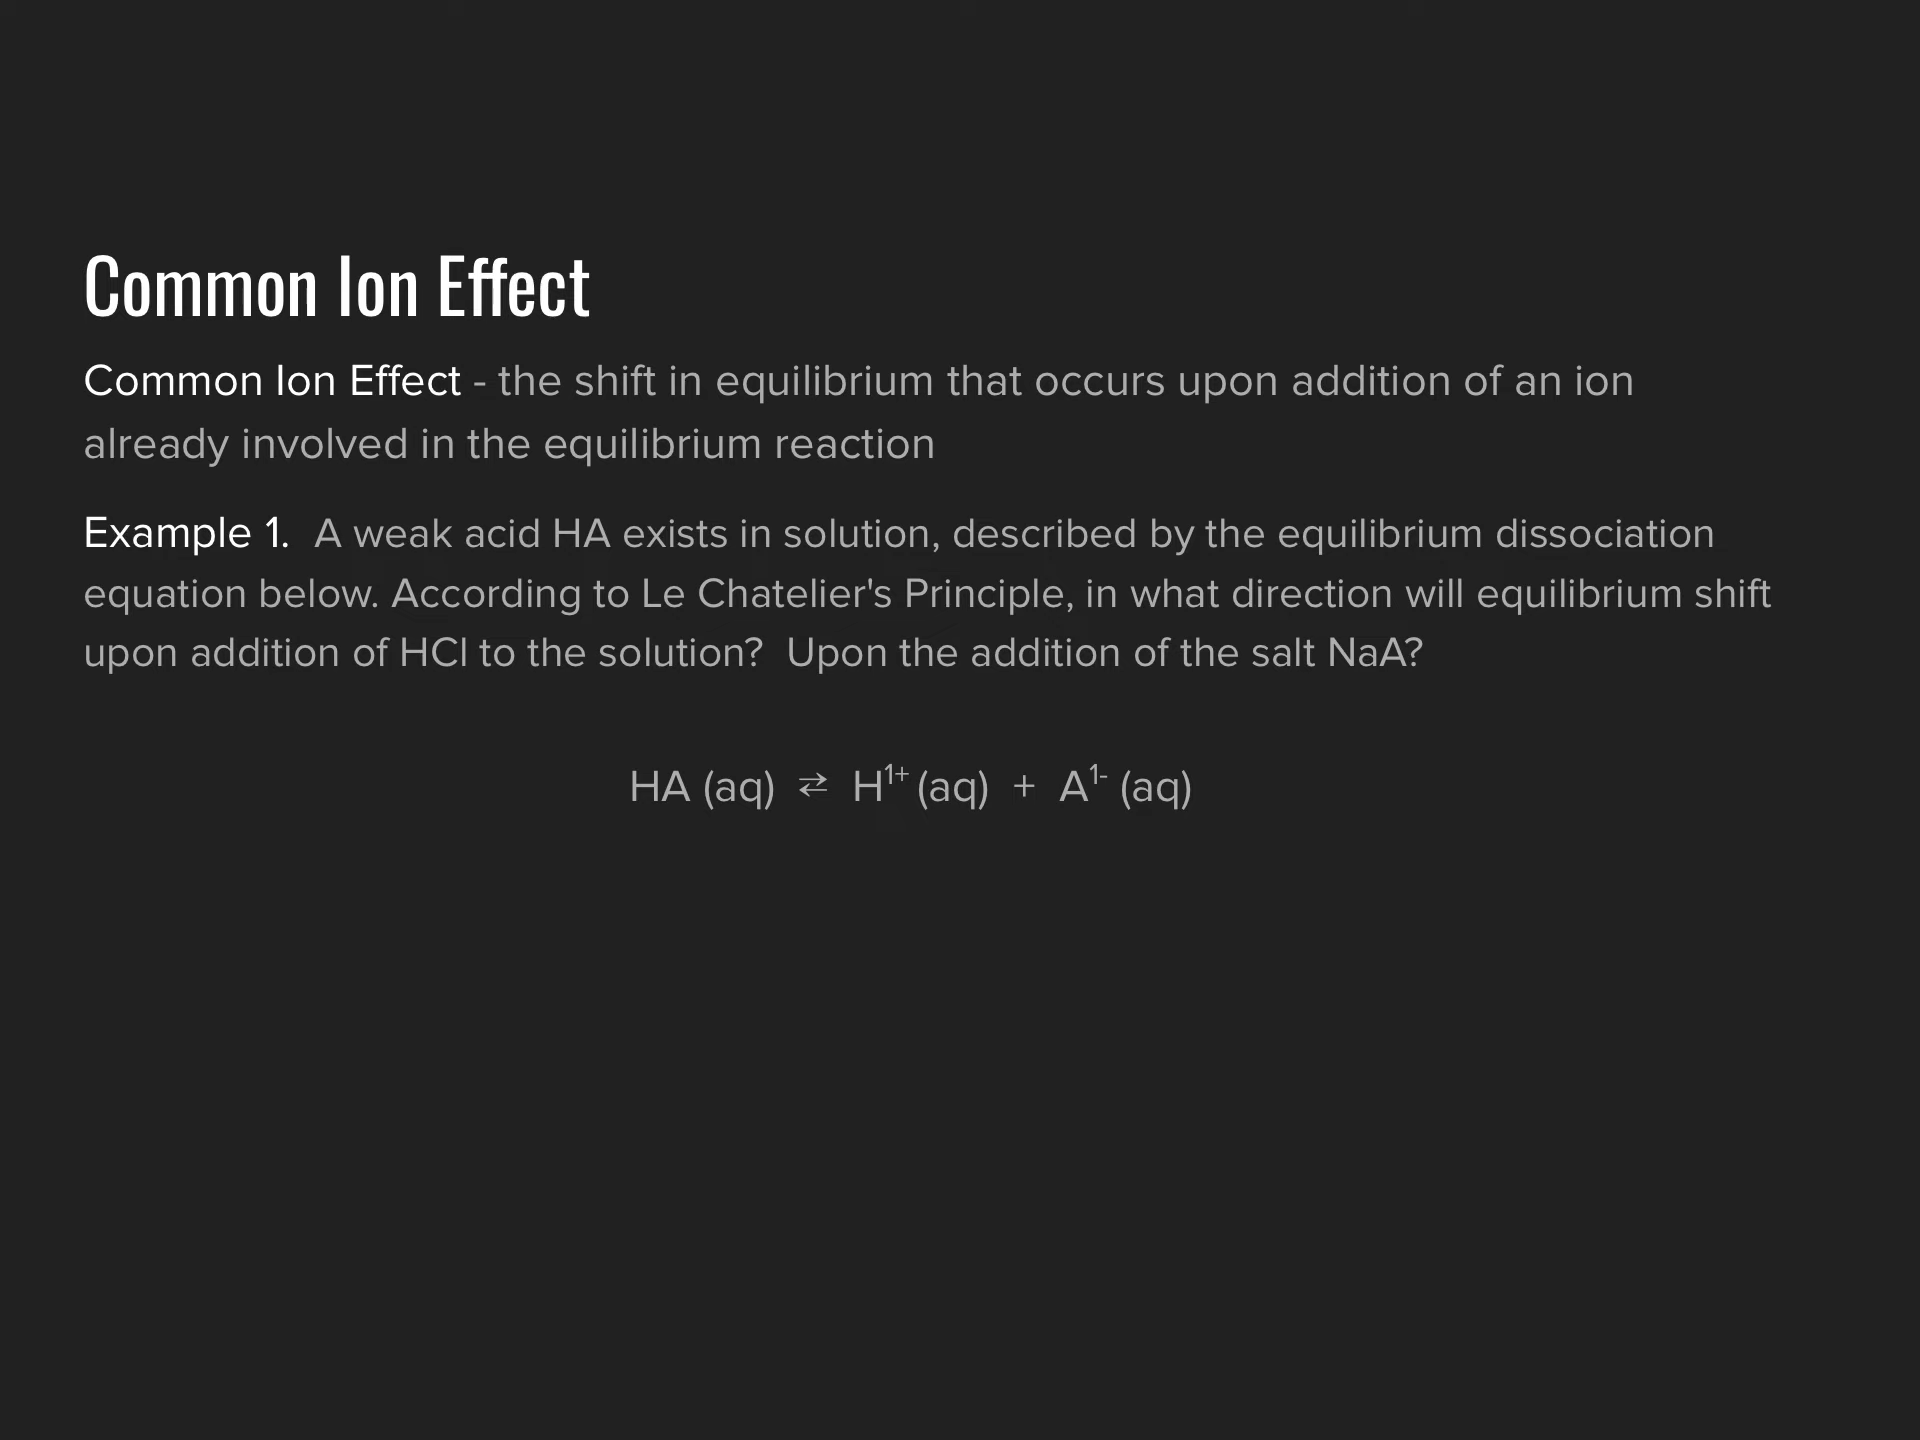 Common Ion Effect
Common Ion Effect - the shift in equilibrium that occurs upon addition of an ion
already involved in the equilibrium reaction
Example 1.  A weak acid HA exists in solution, described by the equilibrium dissociation
equation below. According to Le Chatelier's Principle, in what direction will equilibrium shift
upon addition of HCl to the solution?  Upon the addition of the salt NaA?
HA (aq) ⇄ H¹⁺ (aq) + A¹⁻ (aq)